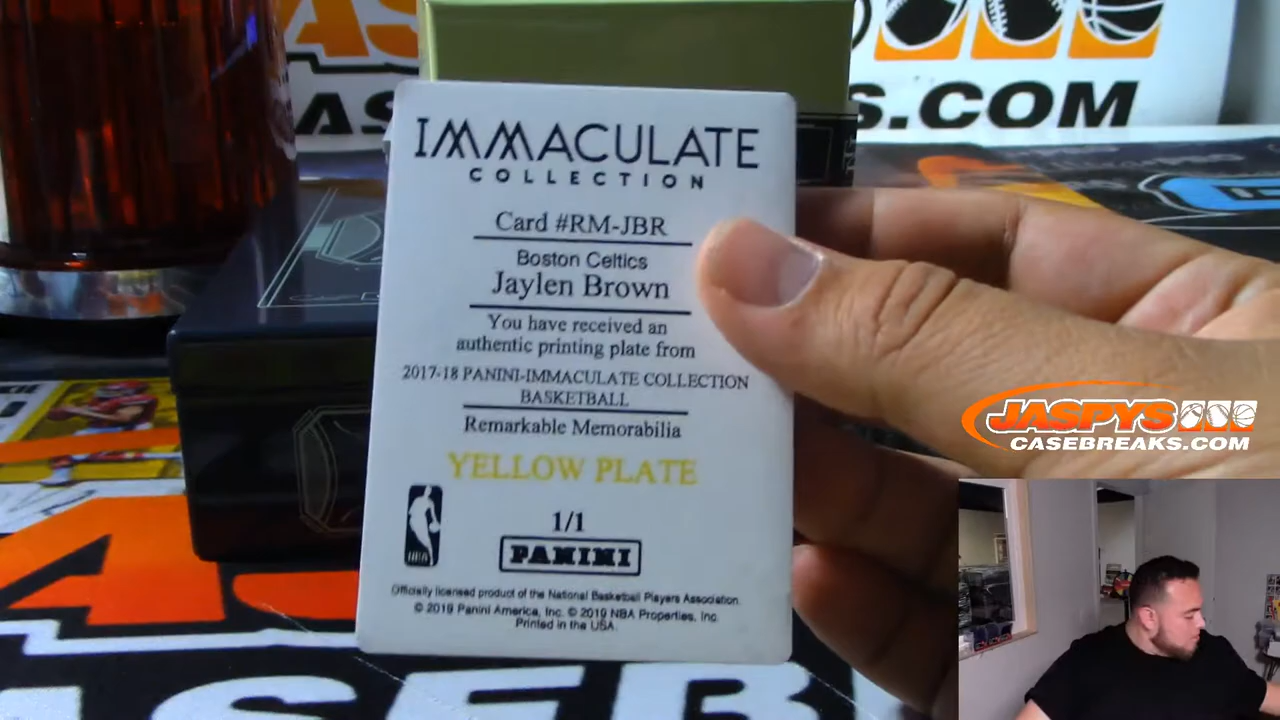 S.COM
IMMACULATE
COLLECTION
Card #RM-JBR
Boston Celtics
Jaylen Brown
You have received an
authentic printing plate from
2017-18 PANINI-IMMACULATE COLLECTION
BASKETBALL
Remarkable Memorabilia
YELLOW PLATE
1/1
NBA
PANINI
Officially licensed product of the National Basketball Players Association.
© 2019 Panini America, Inc. © 2019 NBA Properties, Inc.
Printed in the USA.
JASPYS
CASEBREAKS.COM